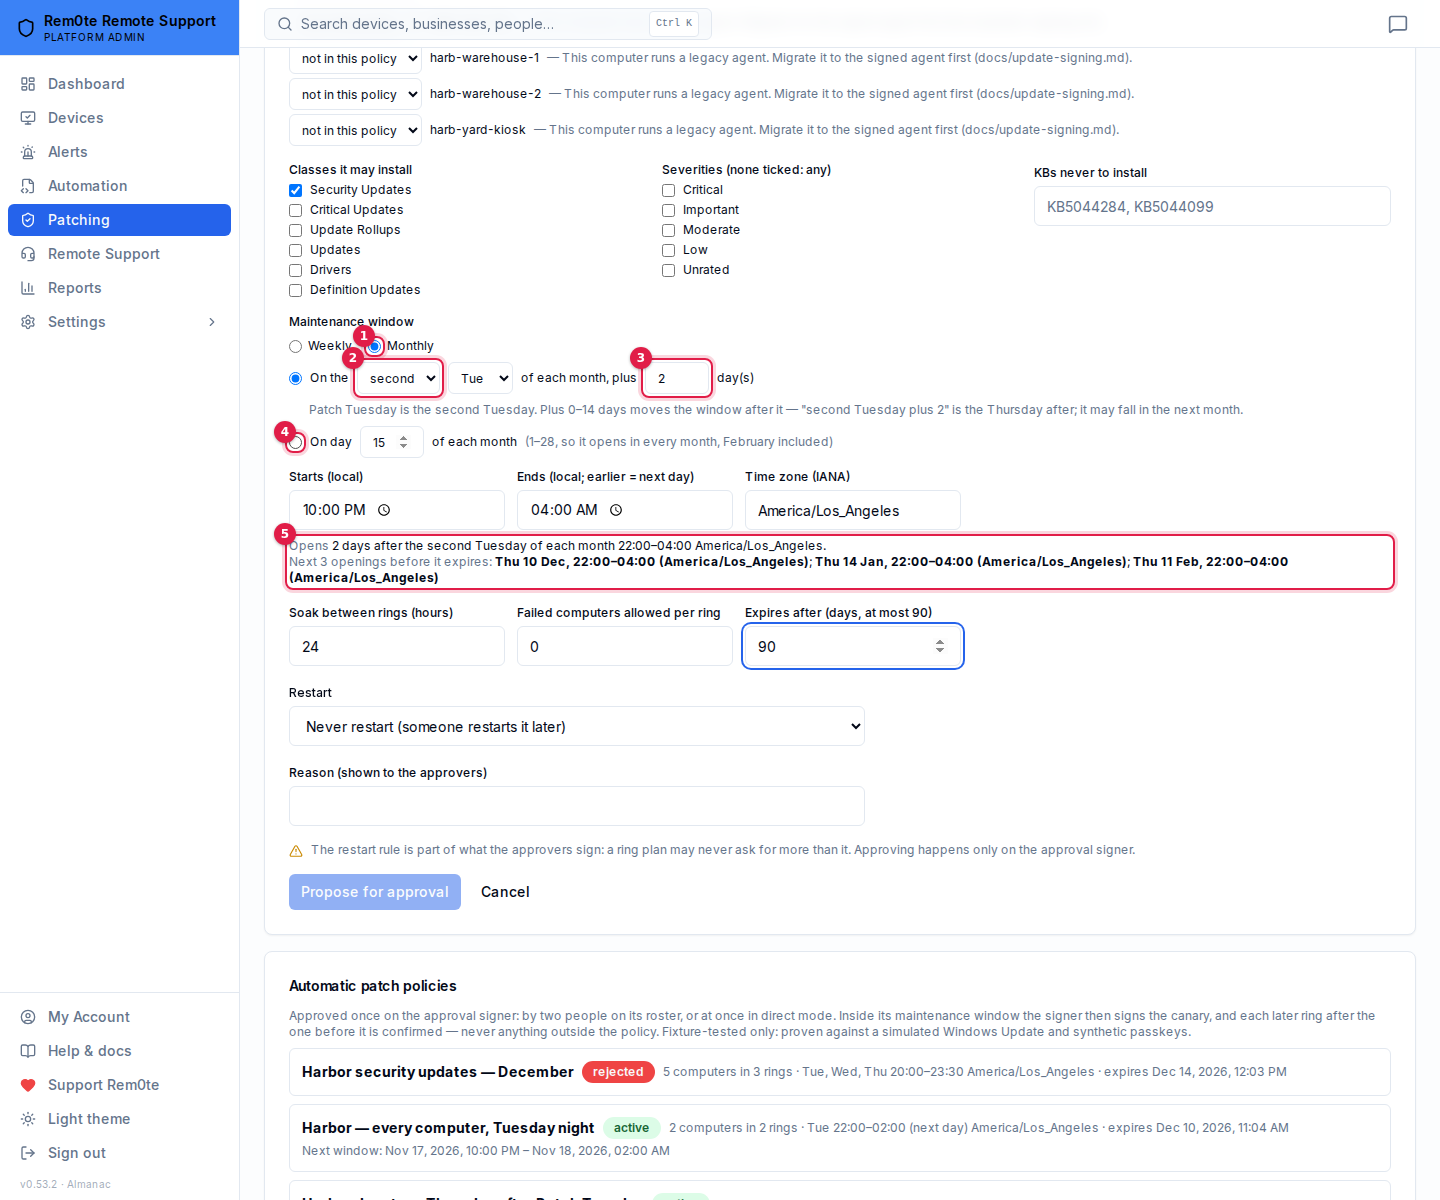 Rem0te Remote Support
PLATFORM ADMIN
Search devices, businesses, people…
Ctrl K
Dashboard
Devices
Alerts
Automation
Patching
Remote Support
Reports
Settings
My Account
Help & docs
Support Rem0te
Light theme
Sign out
v0.53.2 · Almanac
not in this policy harb-warehouse-1 — This computer runs a legacy agent. Migrate it to the signed agent first (docs/update-signing.md).
not in this policy harb-warehouse-2 — This computer runs a legacy agent. Migrate it to the signed agent first (docs/update-signing.md).
not in this policy harb-yard-kiosk — This computer runs a legacy agent. Migrate it to the signed agent first (docs/update-signing.md).
Classes it may install
Security Updates
Critical Updates
Update Rollups
Updates
Drivers
Definition Updates
Severities (none ticked: any)
Critical
Important
Moderate
Low
Unrated
KBs never to install
KB5044284, KB5044099
Maintenance window
1
Weekly Monthly
2
3
On the second Tue of each month, plus 2 day(s)
Patch Tuesday is the second Tuesday. Plus 0–14 days moves the window after it — "second Tuesday plus 2" is the Thursday after; it may fall in the next month.
4
On day 15 of each month (1–28, so it opens in every month, February included)
Starts (local)
10:00 PM
Ends (local; earlier = next day)
04:00 AM
Time zone (IANA)
America/Los_Angeles
5
Opens 2 days after the second Tuesday of each month 22:00–04:00 America/Los_Angeles.
Next 3 openings before it expires: Thu 10 Dec, 22:00–04:00 (America/Los_Angeles); Thu 14 Jan, 22:00–04:00 (America/Los_Angeles); Thu 11 Feb, 22:00–04:00
(America/Los_Angeles)
Soak between rings (hours)
24
Failed computers allowed per ring
0
Expires after (days, at most 90)
90
Restart
Never restart (someone restarts it later)
Reason (shown to the approvers)
The restart rule is part of what the approvers sign: a ring plan may never ask for more than it. Approving happens only on the approval signer.
Propose for approval Cancel
Automatic patch policies
Approved once on the approval signer: by two people on its roster, or at once in direct mode. Inside its maintenance window the signer then signs the canary, and each later ring after the
one before it is confirmed — never anything outside the policy. Fixture-tested only: proven against a simulated Windows Update and synthetic passkeys.
Harbor security updates — December rejected 5 computers in 3 rings · Tue, Wed, Thu 20:00–23:30 America/Los_Angeles · expires Dec 14, 2026, 12:03 PM
Harbor — every computer, Tuesday night active 2 computers in 2 rings · Tue 22:00–02:00 (next day) America/Los_Angeles · expires Dec 10, 2026, 11:04 AM
Next window: Nov 17, 2026, 10:00 PM – Nov 18, 2026, 02:00 AM